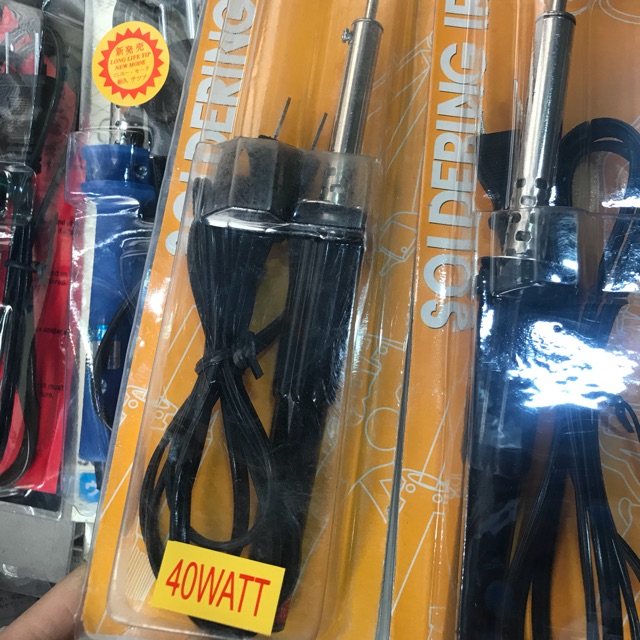 新発売
LONG LIFE TIP
NEW MODE
SOLDERING
SOLDERING IR
40WATT